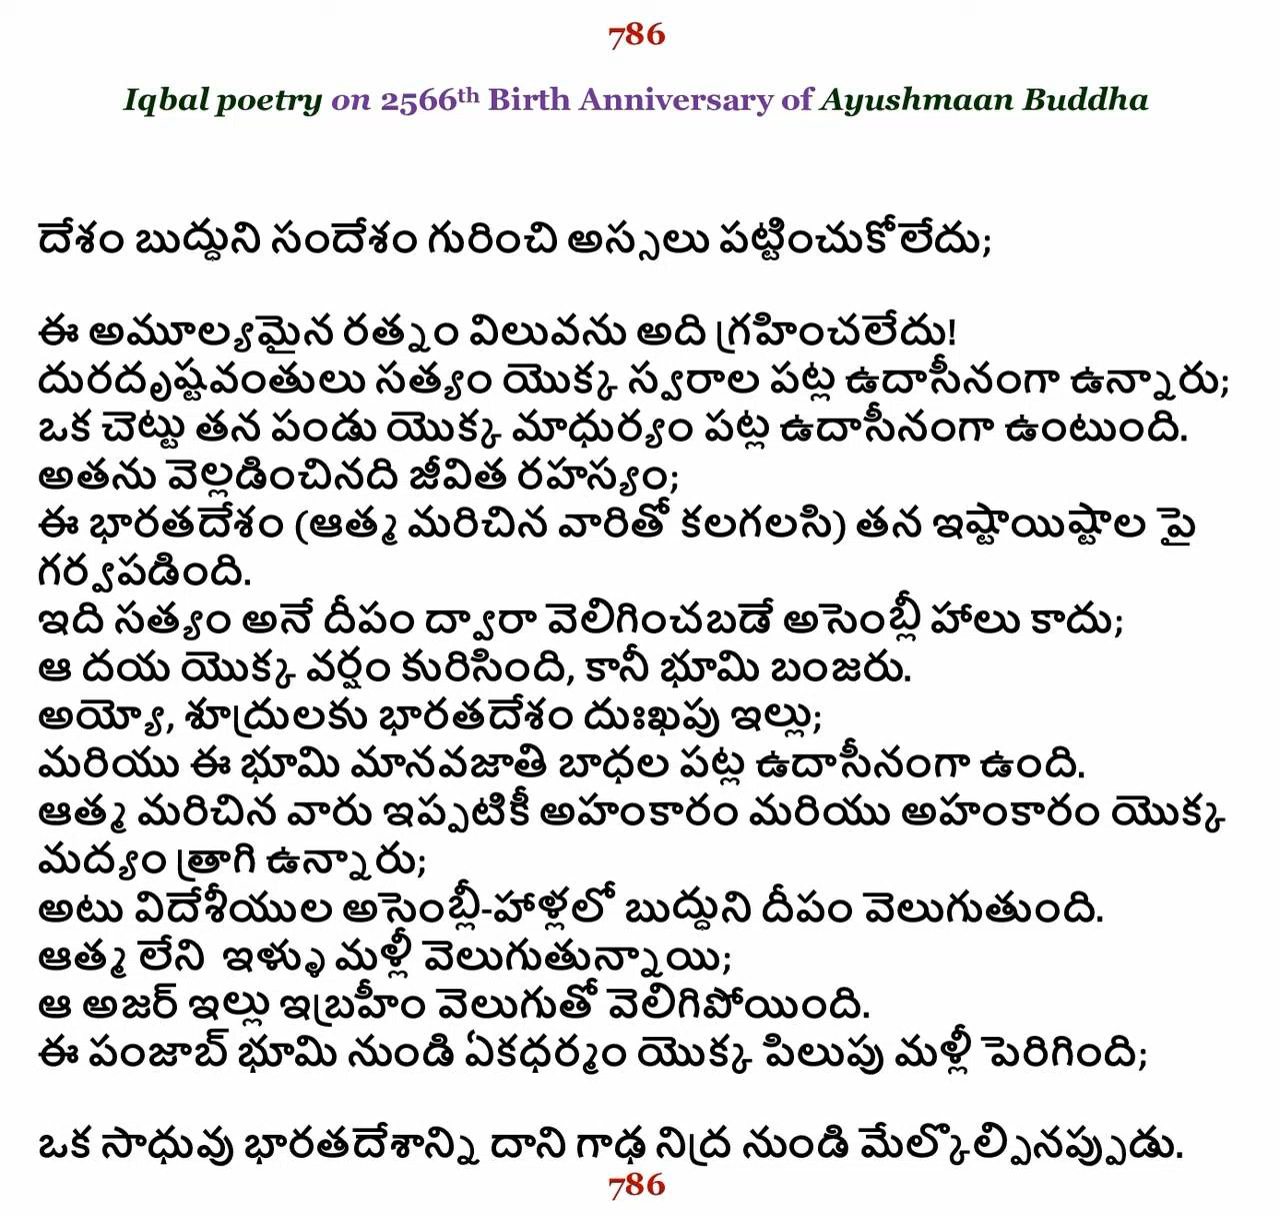 786
Iqbal poetry on 2566th Birth Anniversary of Ayushmaan Buddha
దేశం బుద్ధుని సందేశం గురించి అస్సలు పట్టించుకోలేదు;
ఈ అమూల్యమైన రత్నం విలువను అది గ్రహించలేదు!
దురదృష్టవంతులు సత్యం యొక్క స్వరాల పట్ల ఉదాసీనంగా ఉన్నారు;
ఒక చెట్టు తన పండు యొక్క మాధుర్యం పట్ల ఉదాసీనంగా ఉంటుంది.
అతను వెల్లడించినది జీవిత రహస్యం;
ఈ భారతదేశం (ఆత్మ మరిచిన వారితో కలగలసి) తన ఇష్టాయిష్టాల పై
గర్వపడింది.
ఇది సత్యం అనే దీపం ద్వారా వెలిగించబడే అసెంబ్లీ హాలు కాదు;
ఆ దయ యొక్క వర్షం కురిసింది, కానీ భూమి బంజరు.
అయ్యో, శూద్రులకు భారతదేశం దుఃఖపు ఇల్లు;
మరియు ఈ భూమి మానవజాతి బాధల పట్ల ఉదాసీనంగా ఉంది.
ఆత్మ మరిచిన వారు ఇప్పటికీ అహంకారం మరియు అహంకారం యొక్క
మద్యం త్రాగి ఉన్నారు;
అటు విదేశీయుల అసెంబ్లీ-హాళ్లలో బుద్ధుని దీపం వెలుగుతుంది.
ఆత్మ లేని ఇళ్ళు మళ్లీ వెలుగుతున్నాయి;
ఆ అజర్ ఇల్లు ఇబ్రహీం వెలుగుతో వెలిగిపోయింది.
ఈ పంజాబ్ భూమి నుండి ఏకధర్మం యొక్క పిలుపు మళ్లీ పెరిగింది;
ఒక సాధువు భారతదేశాన్ని దాని గాఢ నిద్ర నుండి మేల్కొల్పినప్పుడు.
786